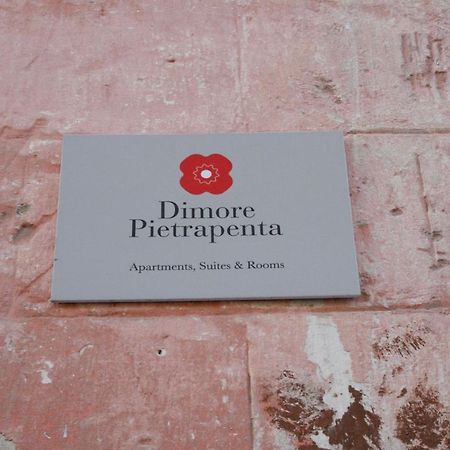 Dimore
Pietrapenta
Apartments, Suites & Rooms